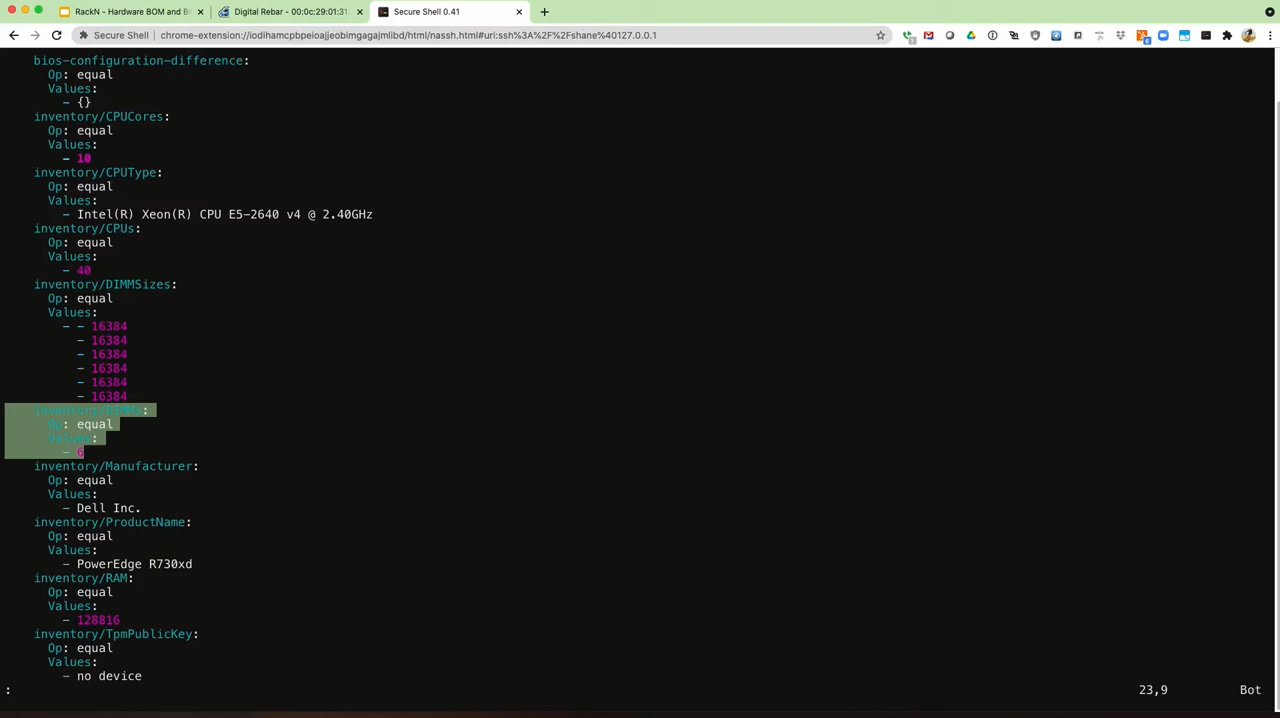 RackN - Hardware BOM and B
Digital Rebar - 00:0c:29:01:31:
Secure Shell 0.41
Secure Shell | chrome-extension://iodihamcpbpeioajjeobimgagajmlibd/html/nassh.html#uri:ssh%3A%2F%2Fshane%40127.0.0.1
bios-configuration-difference:
Op: equal
Values:
- {}
inventory/CPUCores:
Op: equal
Values:
- 10
inventory/CPUType:
Op: equal
Values:
- Intel(R) Xeon(R) CPU E5-2640 v4 @ 2.40GHz
inventory/CPUs:
Op: equal
Values:
- 40
inventory/DIMMSizes:
Op: equal
Values:
- - 16384
- 16384
- 16384
- 16384
- 16384
- 16384
inventory/DIMMs:
Op: equal
Values:
- 6
inventory/Manufacturer:
Op: equal
Values:
- Dell Inc.
inventory/ProductName:
Op: equal
Values:
- PowerEdge R730xd
inventory/RAM:
Op: equal
Values:
- 128816
inventory/TpmPublicKey:
Op: equal
Values:
- no device
: 23,9 Bot